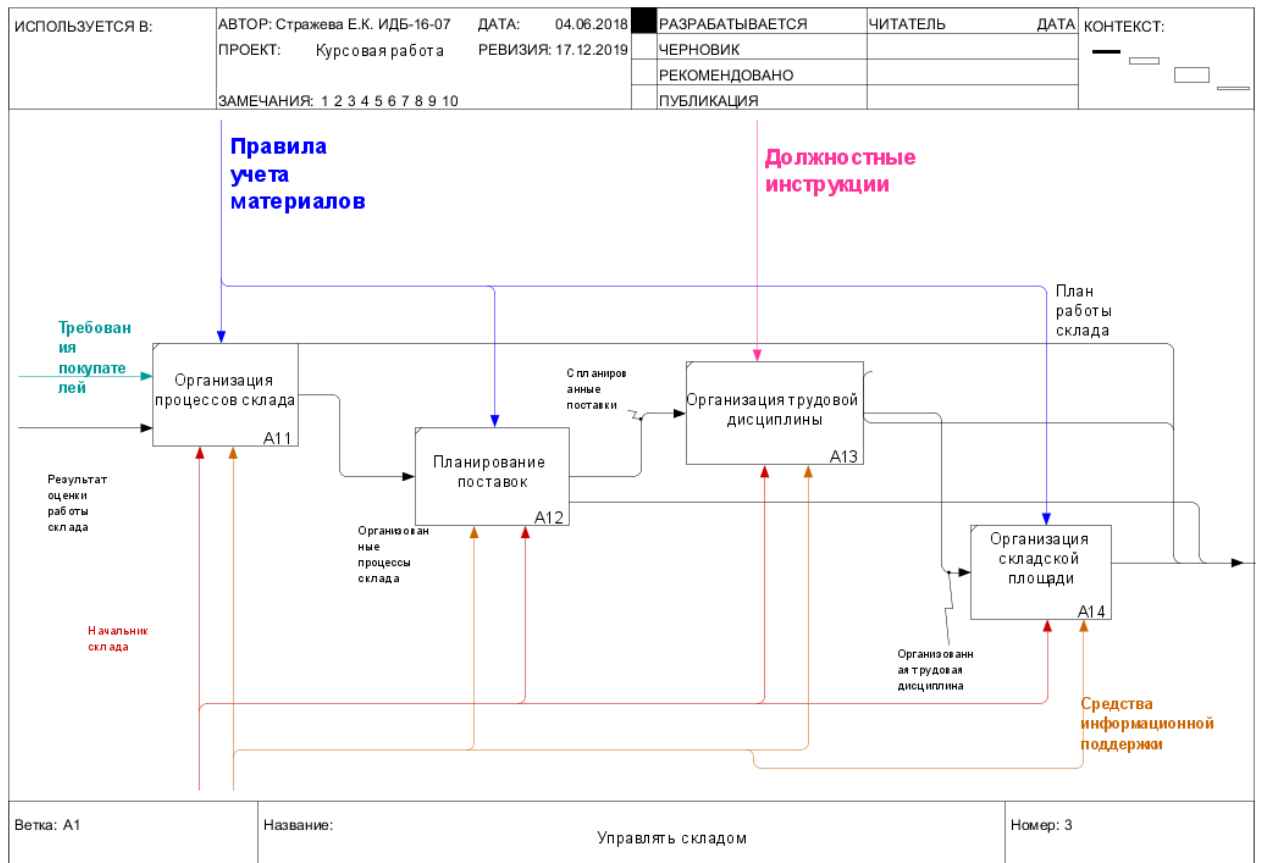 ИСПОЛЬЗУЕТСЯ В:
АВТОР: Стражева Е.К. ИДБ-16-07
ДАТА: 04.06.2018
ПРОЕКТ: Курсовая работа
РЕВИЗИЯ: 17.12.2019
ЗАМЕЧАНИЯ: 1 2 3 4 5 6 7 8 9 10
РАЗРАБАТЫВАЕТСЯ
ЧЕРНОВИК
РЕКОМЕНДОВАНО
ПУБЛИКАЦИЯ
ЧИТАТЕЛЬ
ДАТА
КОНТЕКСТ:
Правила
учета
материалов
Должностные
инструкции
План
работы
склада
Требован
ия
покупате
лей
Организация
процессов склада
A11
Спланиров
анные
поставки
Организация трудовой
дисциплины
A13
Планирование
поставок
A12
Результат
оценки
работы
склада
Организован
ные
процессы
склада
Организация
складской
площади
A14
Начальник
склада
Организованн
ая трудовая
дисциплина
Средства
информационной
поддержки
Ветка: A1
Название:
Управлять складом
Номер: 3